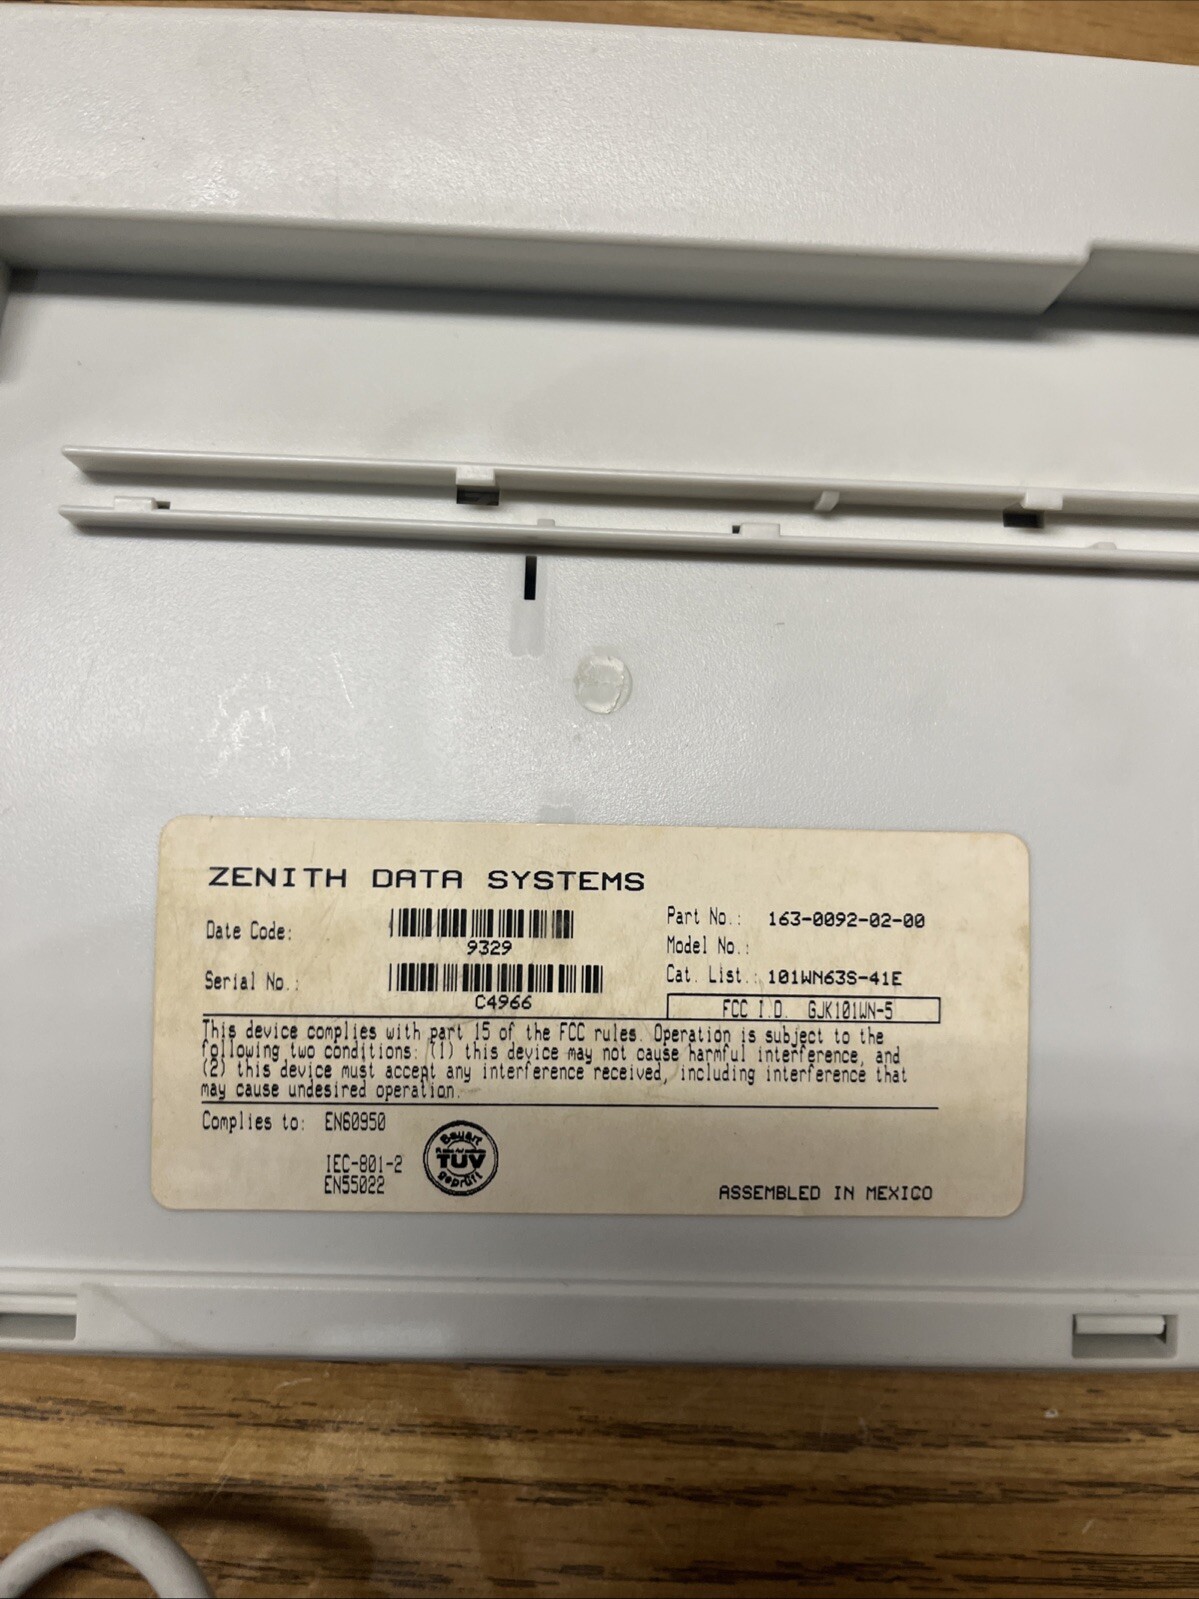 ZENITH DATA SYSTEMS
Date Code:
9329
Serial No.:
C4966
Part No.: 163-0092-02-00
Model No.:
Cat. List.: 101WN63S-41E
FCC I.D. GJK101WN-5
This device complies with part 15 of the FCC rules. Operation is subject to the
following two conditions: (1) this device may not cause harmful interference, and
(2) this device must accept any interference received, including interference that
may cause undesired operation.
Complies to: EN60950
IEC-801-2
EN55022
Bauart
TÜV
geprüft
ASSEMBLED IN MEXICO